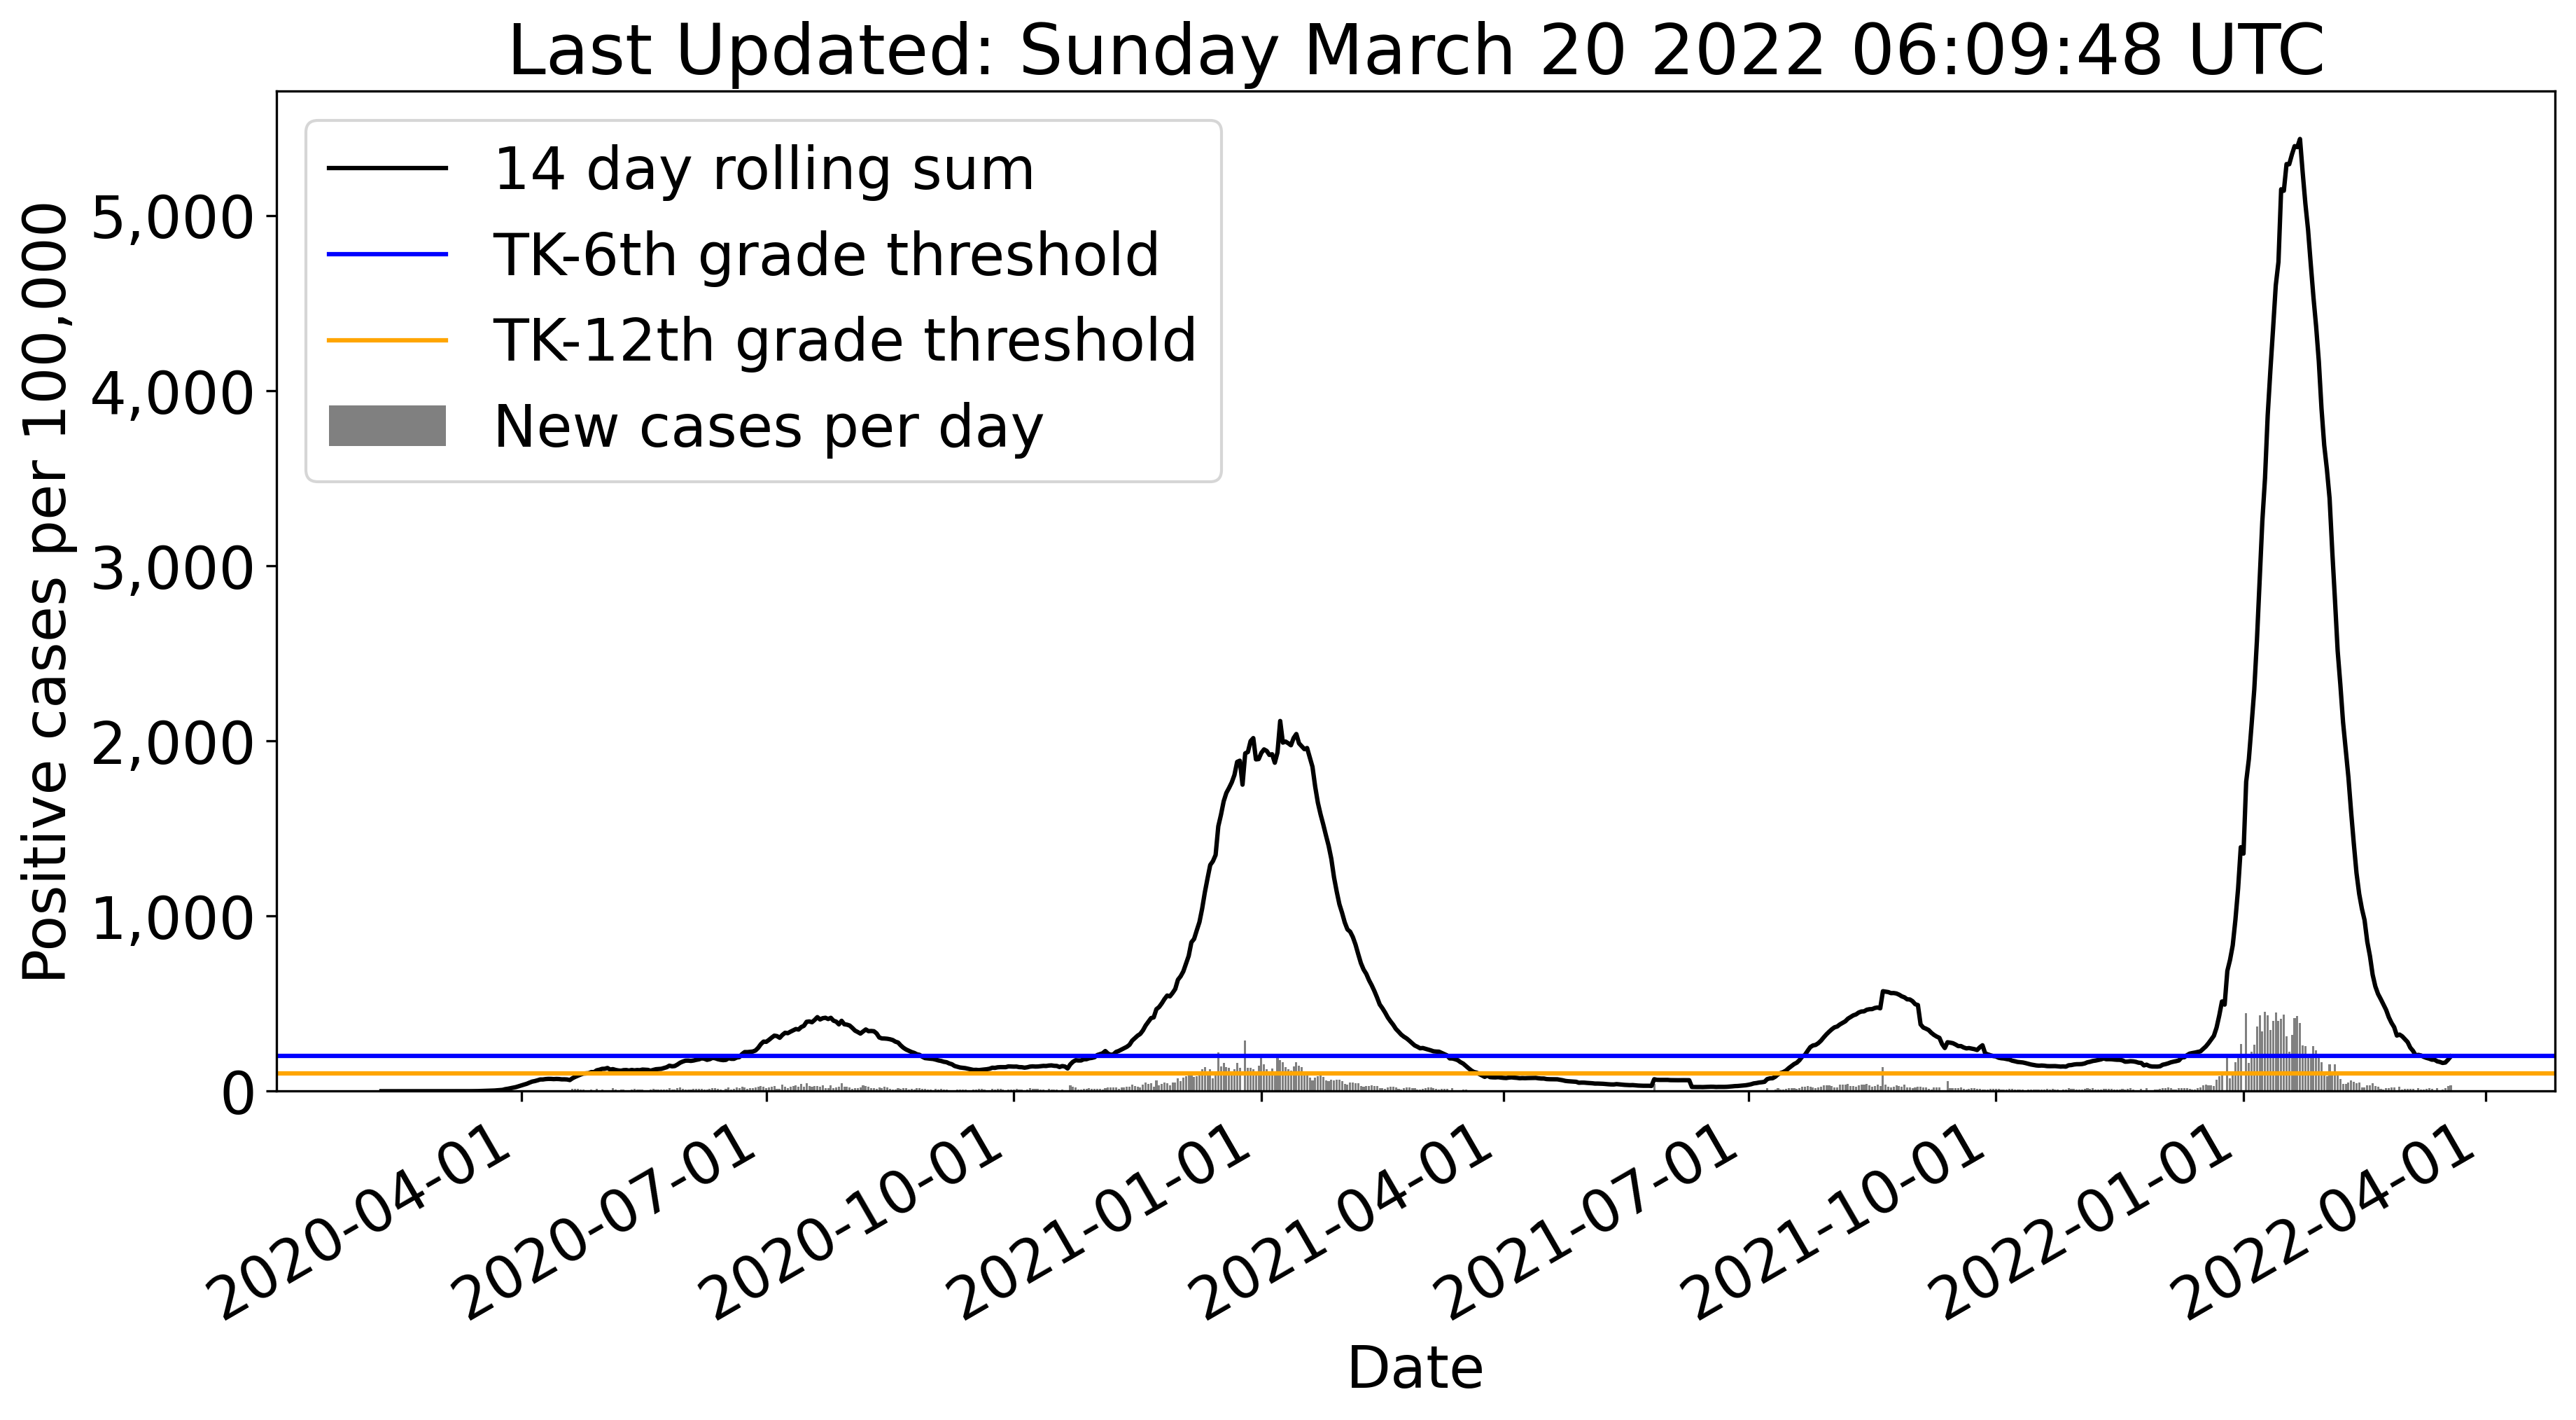 Last Updated: Sunday March 20 2022 06:09:48 UTC
14 day rolling sum
TK-6th grade threshold
TK-12th grade threshold
New cases per day
Positive cases per 100,000
5,000
4,000
3,000
2,000
1,000
0
2020-04-01
2020-07-01
2020-10-01
2021-01-01
2021-04-01
2021-07-01
2021-10-01
2022-01-01
2022-04-01
Date